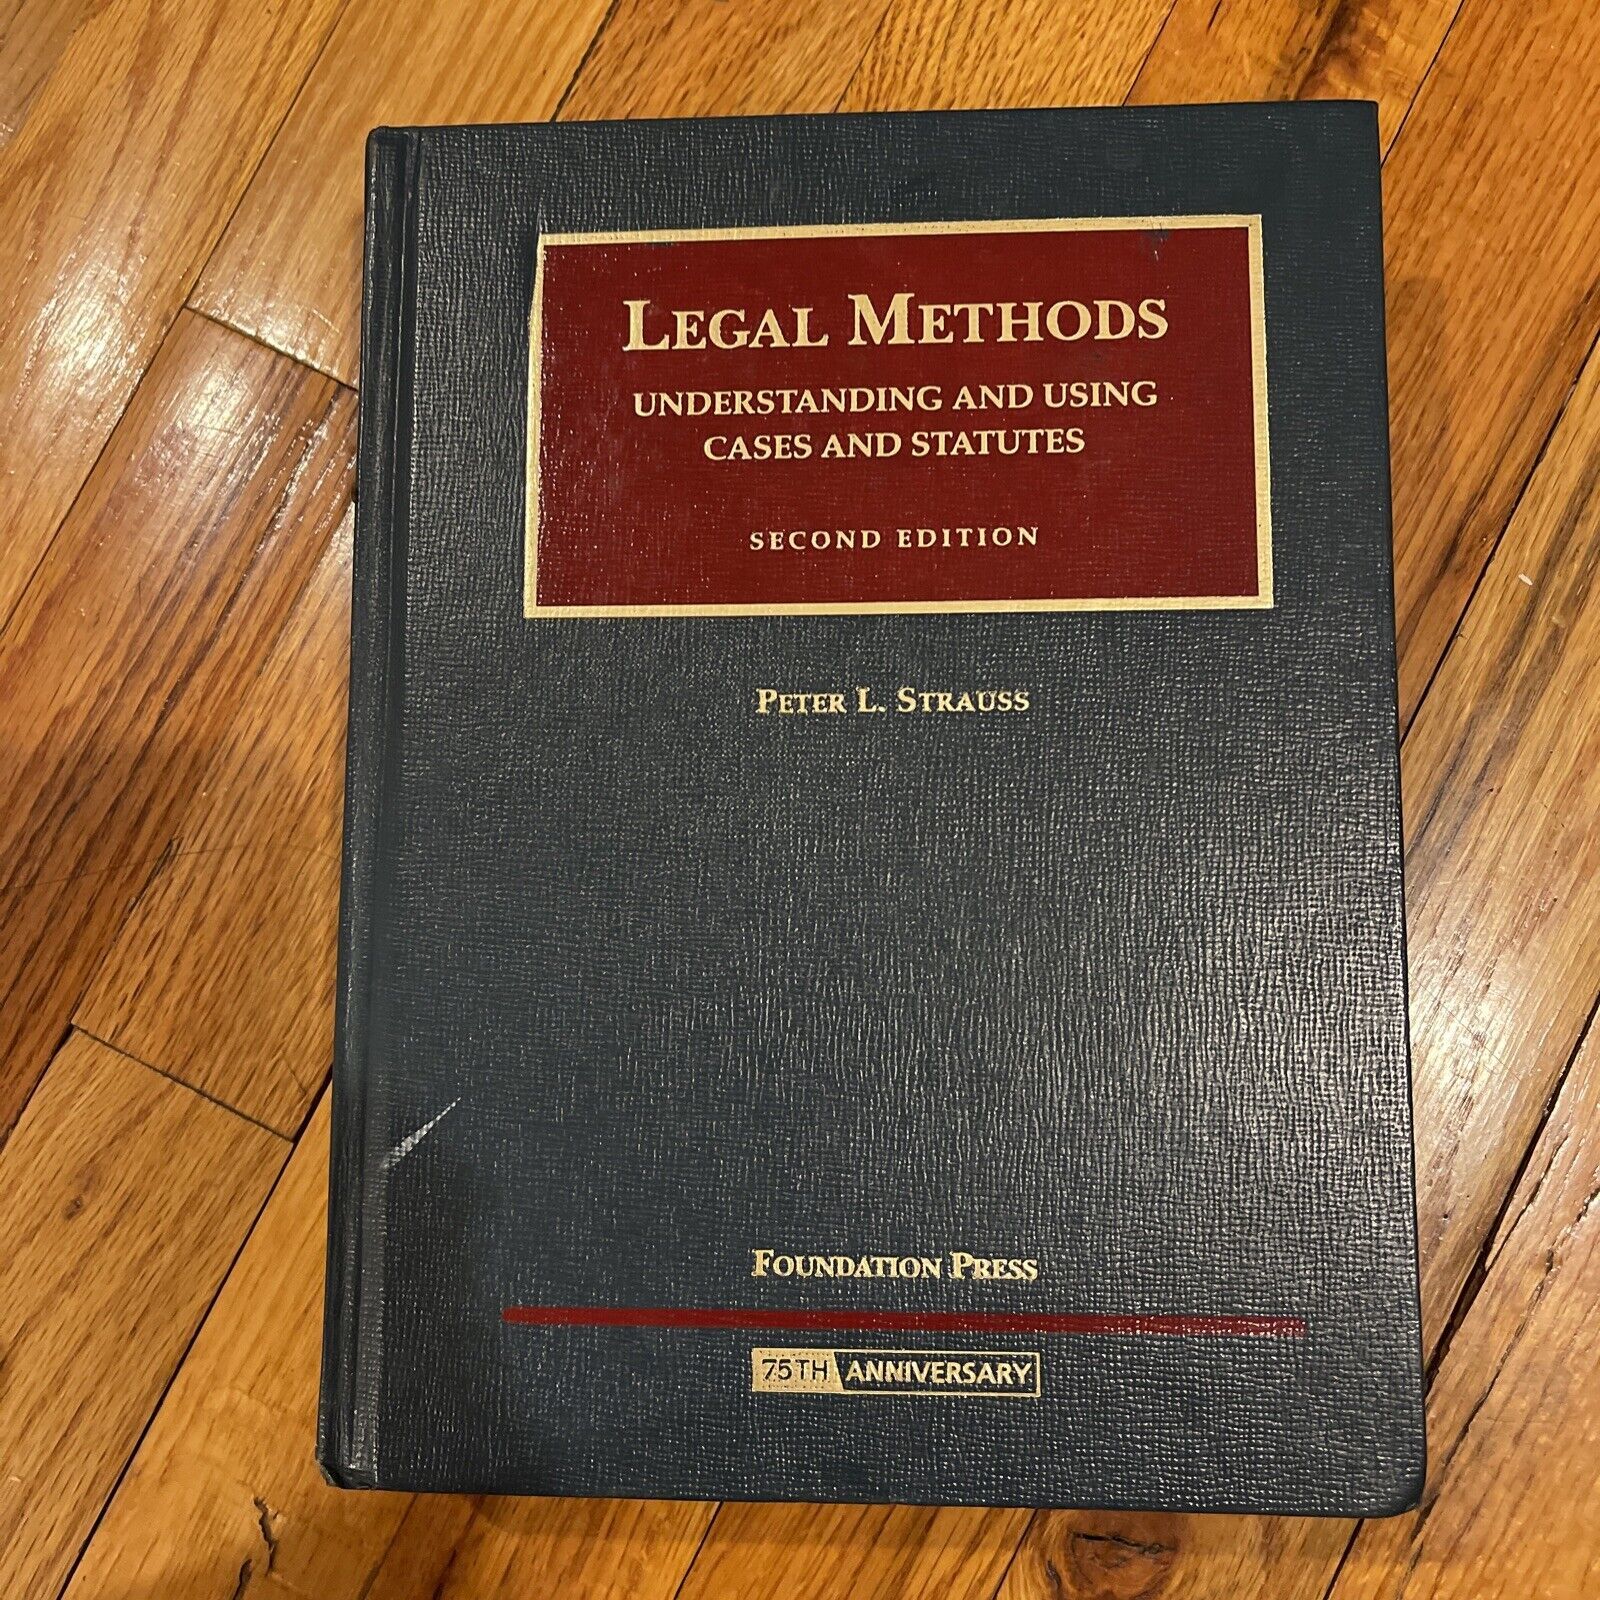 LEGAL METHODS
UNDERSTANDING AND USING
CASES AND STATUTES
SECOND EDITION
PETER L. STRAUSS
FOUNDATION PRESS
75TH ANNIVERSARY